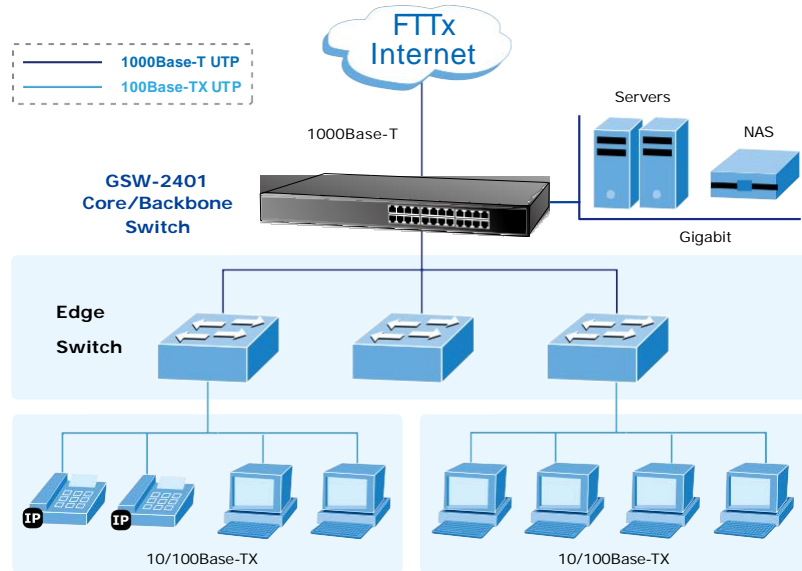 FTTx
Internet
1000Base-T UTP
100Base-TX UTP
1000Base-T
Servers
NAS
GSW-2401
Core/Backbone
Switch
Gigabit
Edge
Switch
IP
IP
10/100Base-TX
10/100Base-TX